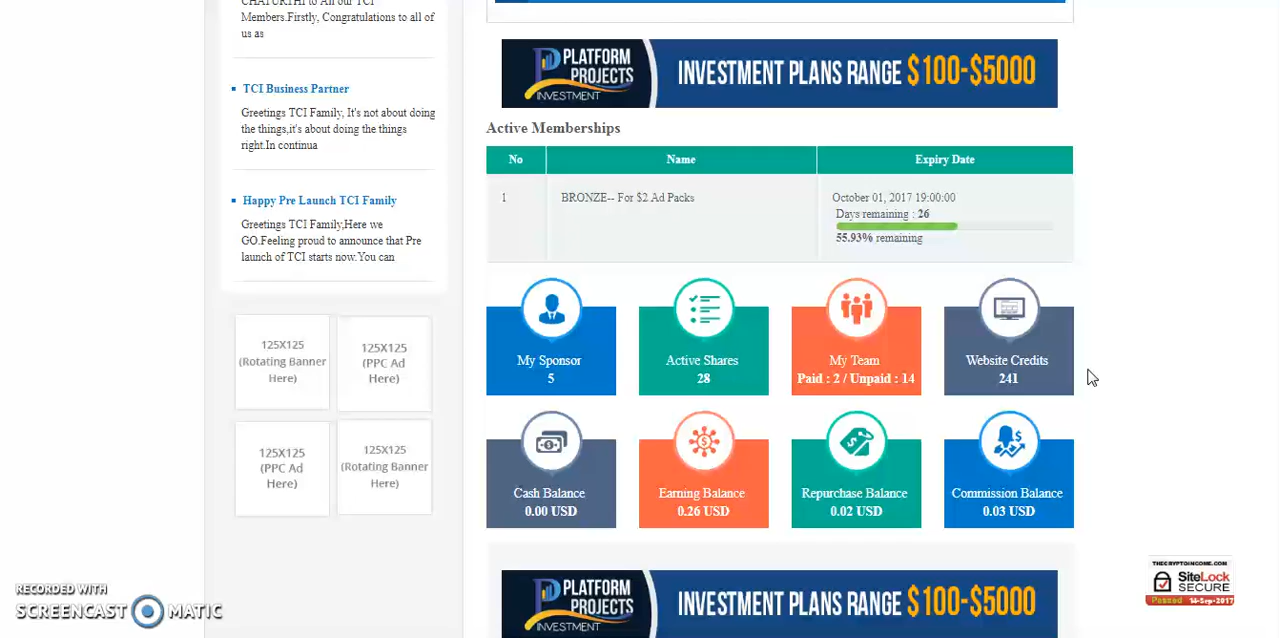 CHATURTHI to All our TCI
Members.Firstly, Congratulations to all of
us as
TCI Business Partner
Greetings TCI Family, It's not about doing
the things,it's about doing the things
right.In continua
Happy Pre Launch TCI Family
Greetings TCI Family,Here we
GO.Feeling proud to announce that Pre
launch of TCI starts now.You can
125X125
(Rotating Banner
Here)
125X125
(PPC Ad
Here)
125X125
(PPC Ad
Here)
125X125
(Rotating Banner
Here)
PLATFORM
PROJECTS
INVESTMENT
INVESTMENT PLANS RANGE $100-$5000
Active Memberships
No Name Expiry Date
1 BRONZE-- For $2 Ad Packs October 01, 2017 19:00:00
Days remaining : 26
55.93% remaining
My Sponsor
5
Active Shares
28
My Team
Paid : 2 / Unpaid : 14
Website Credits
241
Cash Balance
0.00 USD
Earning Balance
0.26 USD
Repurchase Balance
0.02 USD
Commission Balance
0.03 USD
PLATFORM
PROJECTS
INVESTMENT
INVESTMENT PLANS RANGE $100-$5000
RECORDED WITH
SCREENCAST MATIC
THECRYPTOINCOME.COM
SiteLock
SECURE
Passed 14-Sep-2017